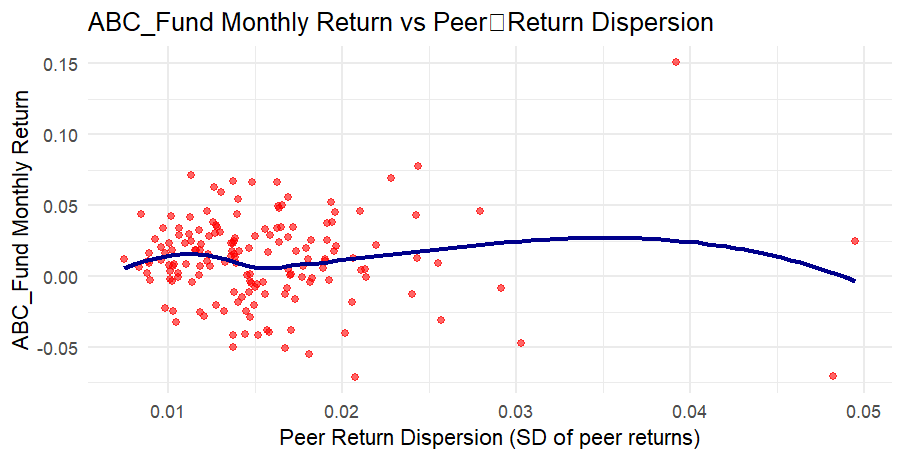 ABC_Fund Monthly Return vs Peer□Return Dispersion
ABC_Fund Monthly Return
0.15
0.10
0.05
0.00
-0.05
0.01 0.02 0.03 0.04 0.05
Peer Return Dispersion (SD of peer returns)